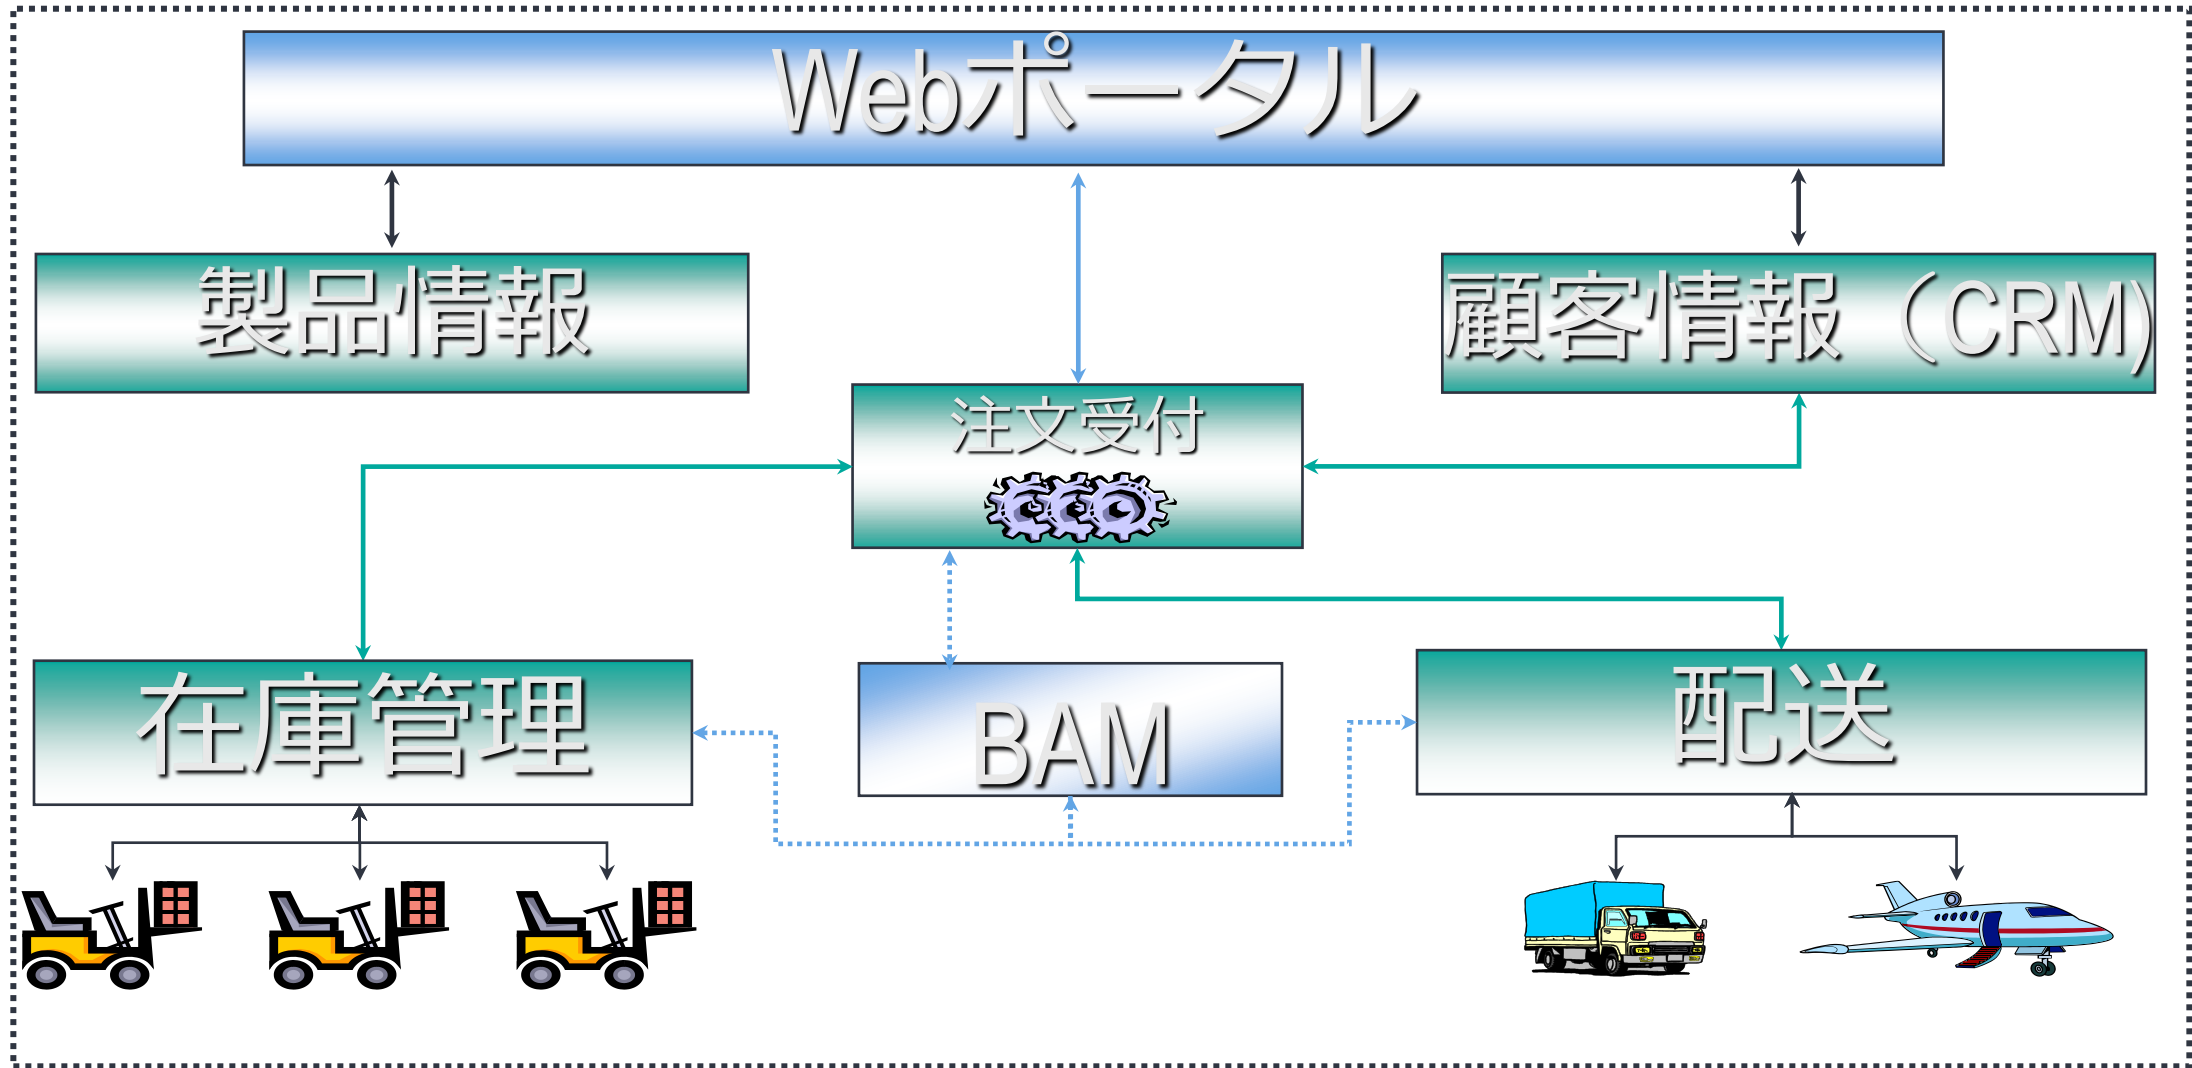 Webポータル
製品情報
顧客情報（CRM)
注文受付
在庫管理
BAM
配送